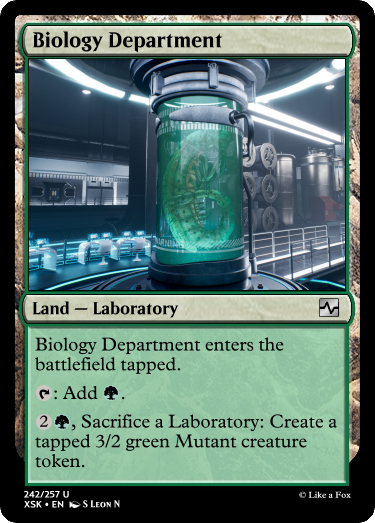 Biology Department
Land — Laboratory
Biology Department enters the
battlefield tapped.
: Add .
2 , Sacrifice a Laboratory: Create a
tapped 3/2 green Mutant creature
token.
242/257 U
XSK • EN S LEON N
© Like a Fox